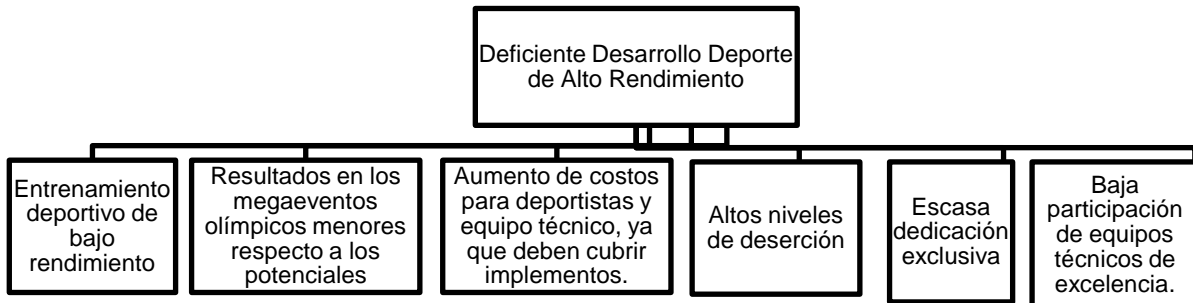 Deficiente Desarrollo Deporte
de Alto Rendimiento
Entrenamiento
deportivo de
bajo
rendimiento
Resultados en los
megaeventos
olímpicos menores
respecto a los
potenciales
Aumento de costos
para deportistas y
equipo técnico, ya
que deben cubrir
implementos.
Altos niveles
de deserción
Escasa
dedicación
exclusiva
Baja
participación
de equipos
técnicos de
excelencia.